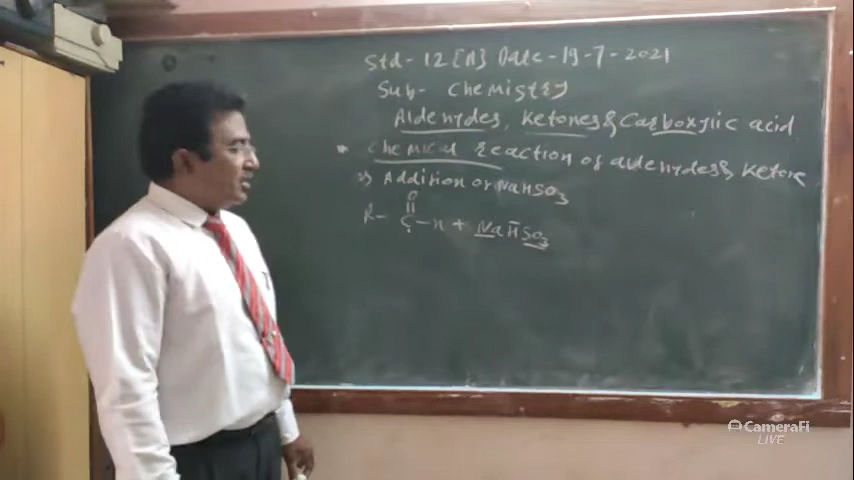 Std- 12 [A] Date-19-7-2021
Sub- Chemistry
Aldehydes, Ketones & Carboxylic acid
* Chemical reaction of aldehydes & Ketone
Addition of NaHSO3
O
R- C -H + NaHSO3
CameraFi
LIVE